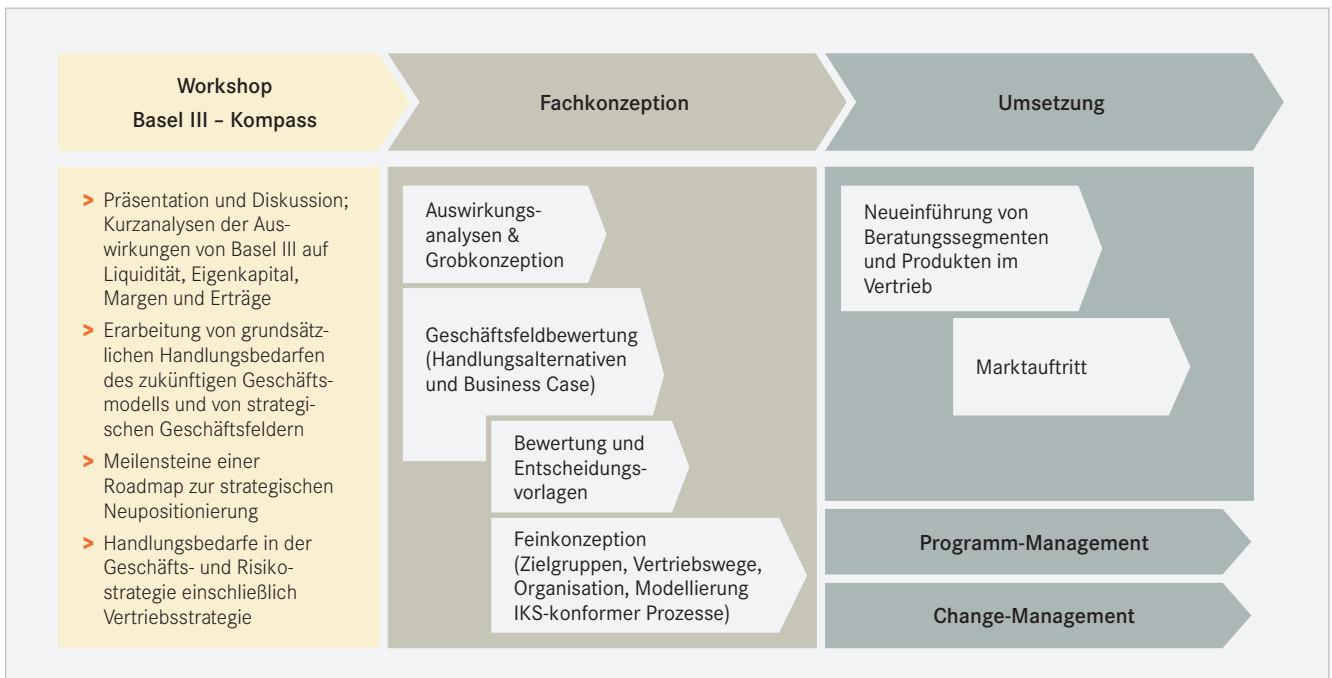 Workshop
Basel III – Kompass
Fachkonzeption
Umsetzung
> Präsentation und Diskussion;
Kurzanalysen der Aus-
wirkungen von Basel III auf
Liquidität, Eigenkapital,
Margen und Erträge
> Erarbeitung von grundsätz-
lichen Handlungsbedarfen
des zukünftigen Geschäfts-
modells und von strategi-
schen Geschäftsfeldern
> Meilensteine einer
Roadmap zur strategischen
Neupositionierung
> Handlungsbedarfe in der
Geschäfts- und Risiko-
strategie einschließlich
Vertriebsstrategie
Auswirkungs-
analysen &
Grobkonzeption
Geschäftsfeldbewertung
(Handlungsalternativen
und Business Case)
Bewertung und
Entscheidungs-
vorlagen
Feinkonzeption
(Zielgruppen, Vertriebswege,
Organisation, Modellierung
IKS-konformer Prozesse)
Neueinführung von
Beratungssegmenten
und Produkten im
Vertrieb
Marktauftritt
Programm-Management
Change-Management